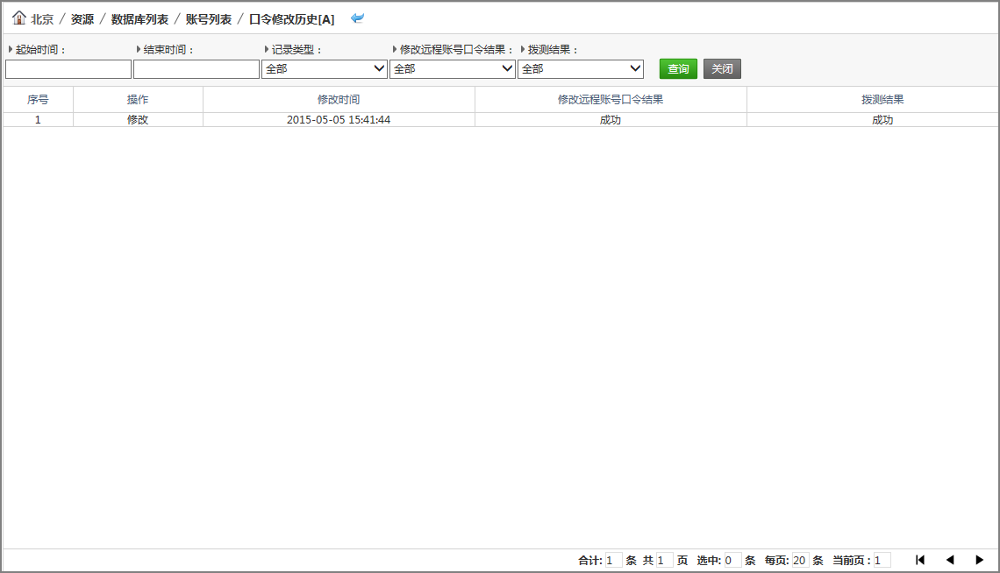 北京 / 资源 / 数据库列表 / 账号列表 / 口令修改历史[A]
起始时间： 结束时间： 记录类型： 修改远程账号口令结果： 拨测结果：
全部 全部 全部 查询 关闭
序号 操作 修改时间 修改远程账号口令结果 拨测结果
1 修改 2015-05-05 15:41:44 成功 成功
合计: 1 条 共 1 页 选中: 0 条 每页: 20 条 当前页 : 1